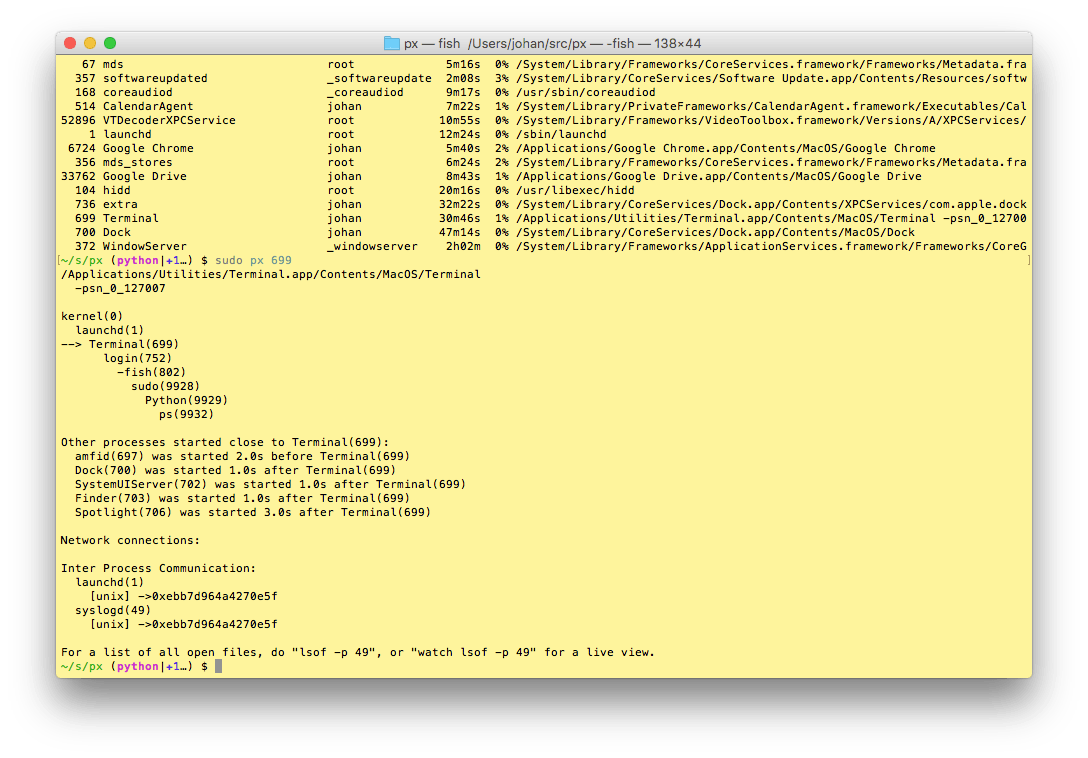 px — fish  /Users/johan/src/px — -fish — 138×44
   67 mds                             root             5m16s  0% /System/Library/Frameworks/CoreServices.framework/Frameworks/Metadata.fra
  357 softwareupdated                 _softwareupdate  2m08s  3% /System/Library/CoreServices/Software Update.app/Contents/Resources/softw
  168 coreaudiod                      _coreaudiod      9m17s  0% /usr/sbin/coreaudiod
  514 CalendarAgent                   johan            7m22s  1% /System/Library/PrivateFrameworks/CalendarAgent.framework/Executables/Cal
52896 VTDecoderXPCService             root            10m55s  0% /System/Library/Frameworks/VideoToolbox.framework/Versions/A/XPCServices/
    1 launchd                         root            12m24s  0% /sbin/launchd
 6724 Google Chrome                   johan            5m40s  2% /Applications/Google Chrome.app/Contents/MacOS/Google Chrome
  356 mds_stores                      root             6m24s  2% /System/Library/Frameworks/CoreServices.framework/Frameworks/Metadata.fra
33762 Google Drive                    johan            8m43s  1% /Applications/Google Drive.app/Contents/MacOS/Google Drive
  104 hidd                            root            20m16s  0% /usr/libexec/hidd
  736 extra                           johan           32m22s  0% /System/Library/CoreServices/Dock.app/Contents/XPCServices/com.apple.dock
  699 Terminal                        johan           30m46s  1% /Applications/Utilities/Terminal.app/Contents/MacOS/Terminal -psn_0_12700
  700 Dock                            johan           47m14s  0% /System/Library/CoreServices/Dock.app/Contents/MacOS/Dock
  372 WindowServer                    _windowserver    2h02m  0% /System/Library/Frameworks/ApplicationServices.framework/Frameworks/CoreG
[~/s/px (python|+1…) $ sudo px 699 ]
/Applications/Utilities/Terminal.app/Contents/MacOS/Terminal
  -psn_0_127007

kernel(0)
  launchd(1)
--> Terminal(699)
      login(752)
        -fish(802)
          sudo(9928)
            Python(9929)
              ps(9932)

Other processes started close to Terminal(699):
  amfid(697) was started 2.0s before Terminal(699)
  Dock(700) was started 1.0s after Terminal(699)
  SystemUIServer(702) was started 1.0s after Terminal(699)
  Finder(703) was started 1.0s after Terminal(699)
  Spotlight(706) was started 3.0s after Terminal(699)

Network connections:

Inter Process Communication:
  launchd(1)
    [unix] ->0xebb7d964a4270e5f
  syslogd(49)
    [unix] ->0xebb7d964a4270e5f

For a list of all open files, do "lsof -p 49", or "watch lsof -p 49" for a live view.
~/s/px (python|+1…) $